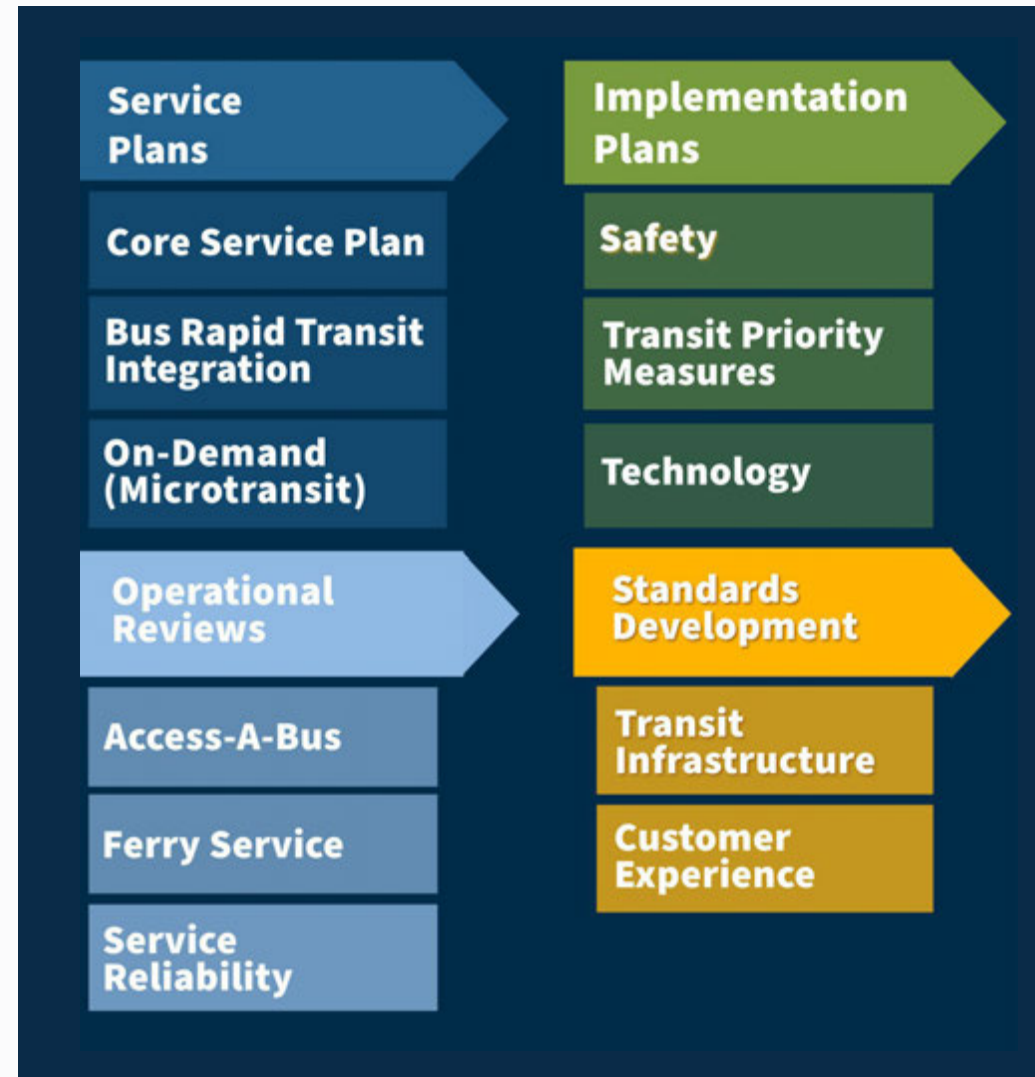 Service
Plans
Core Service Plan
Bus Rapid Transit
Integration
On-Demand
(Microtransit)
Implementation
Plans
Safety
Transit Priority
Measures
Technology
Operational
Reviews
Access-A-Bus
Ferry Service
Service
Reliability
Standards
Development
Transit
Infrastructure
Customer
Experience